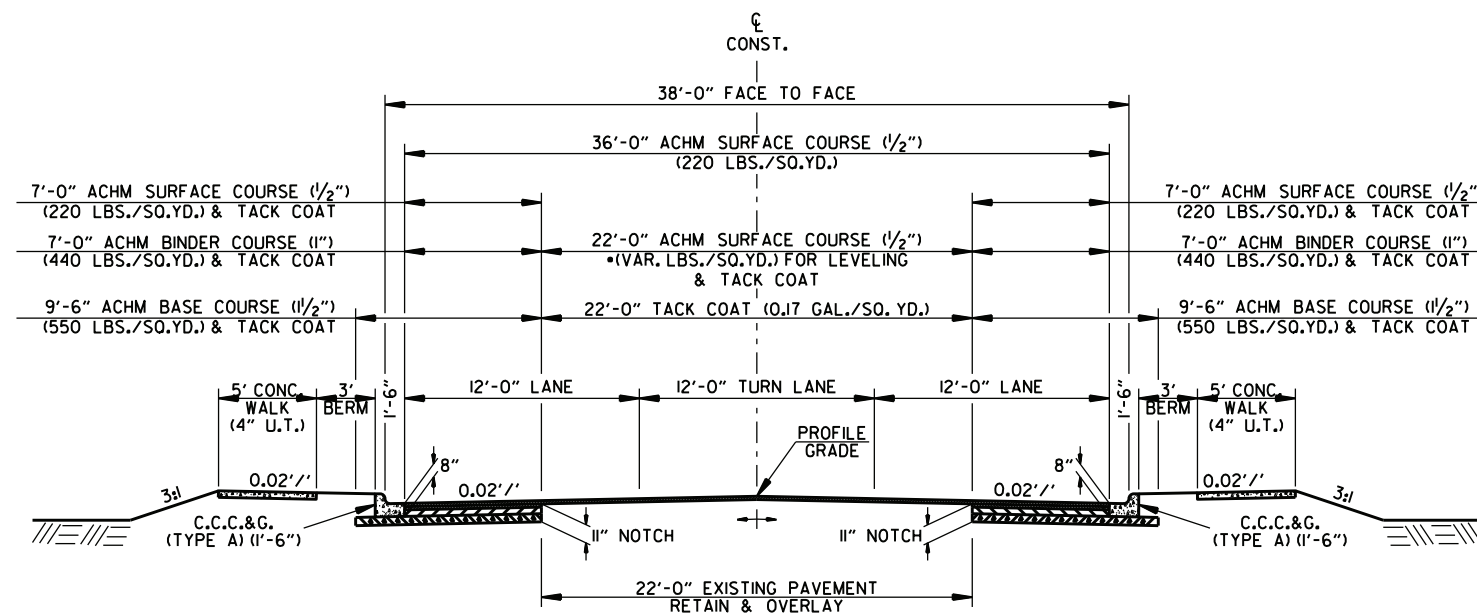 ℄
CONST.
38'-0" FACE TO FACE
36'-0" ACHM SURFACE COURSE (1/2")
(220 LBS./SQ.YD.)
7'-0" ACHM SURFACE COURSE (1/2")
(220 LBS./SQ.YD.) & TACK COAT
7'-0" ACHM SURFACE COURSE (1/2")
(220 LBS./SQ.YD.) & TACK COAT
7'-0" ACHM BINDER COURSE (1")
(440 LBS./SQ.YD.) & TACK COAT
22'-0" ACHM SURFACE COURSE (1/2")
•(VAR. LBS./SQ.YD.) FOR LEVELING
& TACK COAT
7'-0" ACHM BINDER COURSE (1")
(440 LBS./SQ.YD.) & TACK COAT
9'-6" ACHM BASE COURSE (1 1/2")
(550 LBS./SQ.YD.) & TACK COAT
22'-0" TACK COAT (0.17 GAL./SQ. YD.)
9'-6" ACHM BASE COURSE (1 1/2")
(550 LBS./SQ.YD.) & TACK COAT
5' CONC.
WALK
(4" U.T.)
3'
BERM
1'-6"
12'-0" LANE
12'-0" TURN LANE
12'-0" LANE
1'-6"
3'
BERM
5' CONC.
WALK
(4" U.T.)
PROFILE
GRADE
8"
8"
3:1
0.02'/'
0.02'/'
0.02'/'
0.02'/'
3:1
C.C.C.&G.
(TYPE A) (1'-6")
11" NOTCH
11" NOTCH
C.C.C.&G.
(TYPE A) (1'-6")
22'-0" EXISTING PAVEMENT
RETAIN & OVERLAY